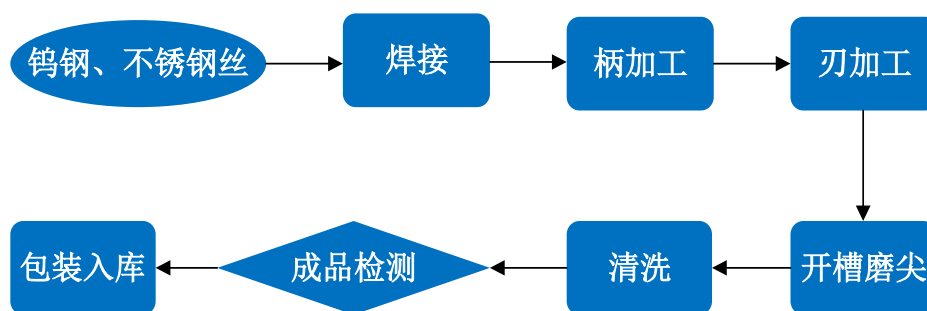 钨钢、不锈钢丝
焊接
柄加工
刃加工
开槽磨尖
清洗
成品检测
包装入库